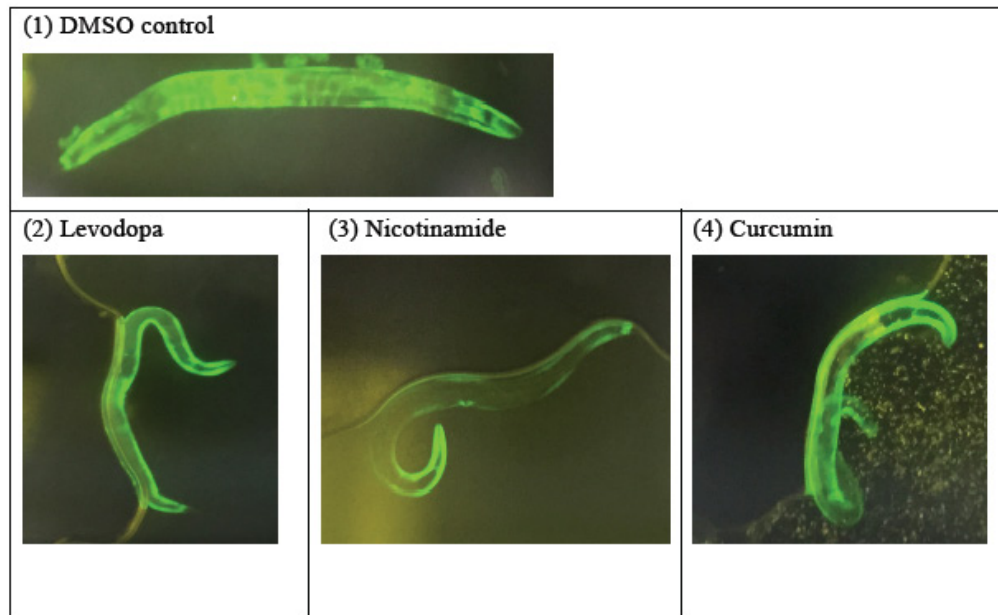 (1) DMSO control
(2) Levodopa
(3) Nicotinamide
(4) Curcumin